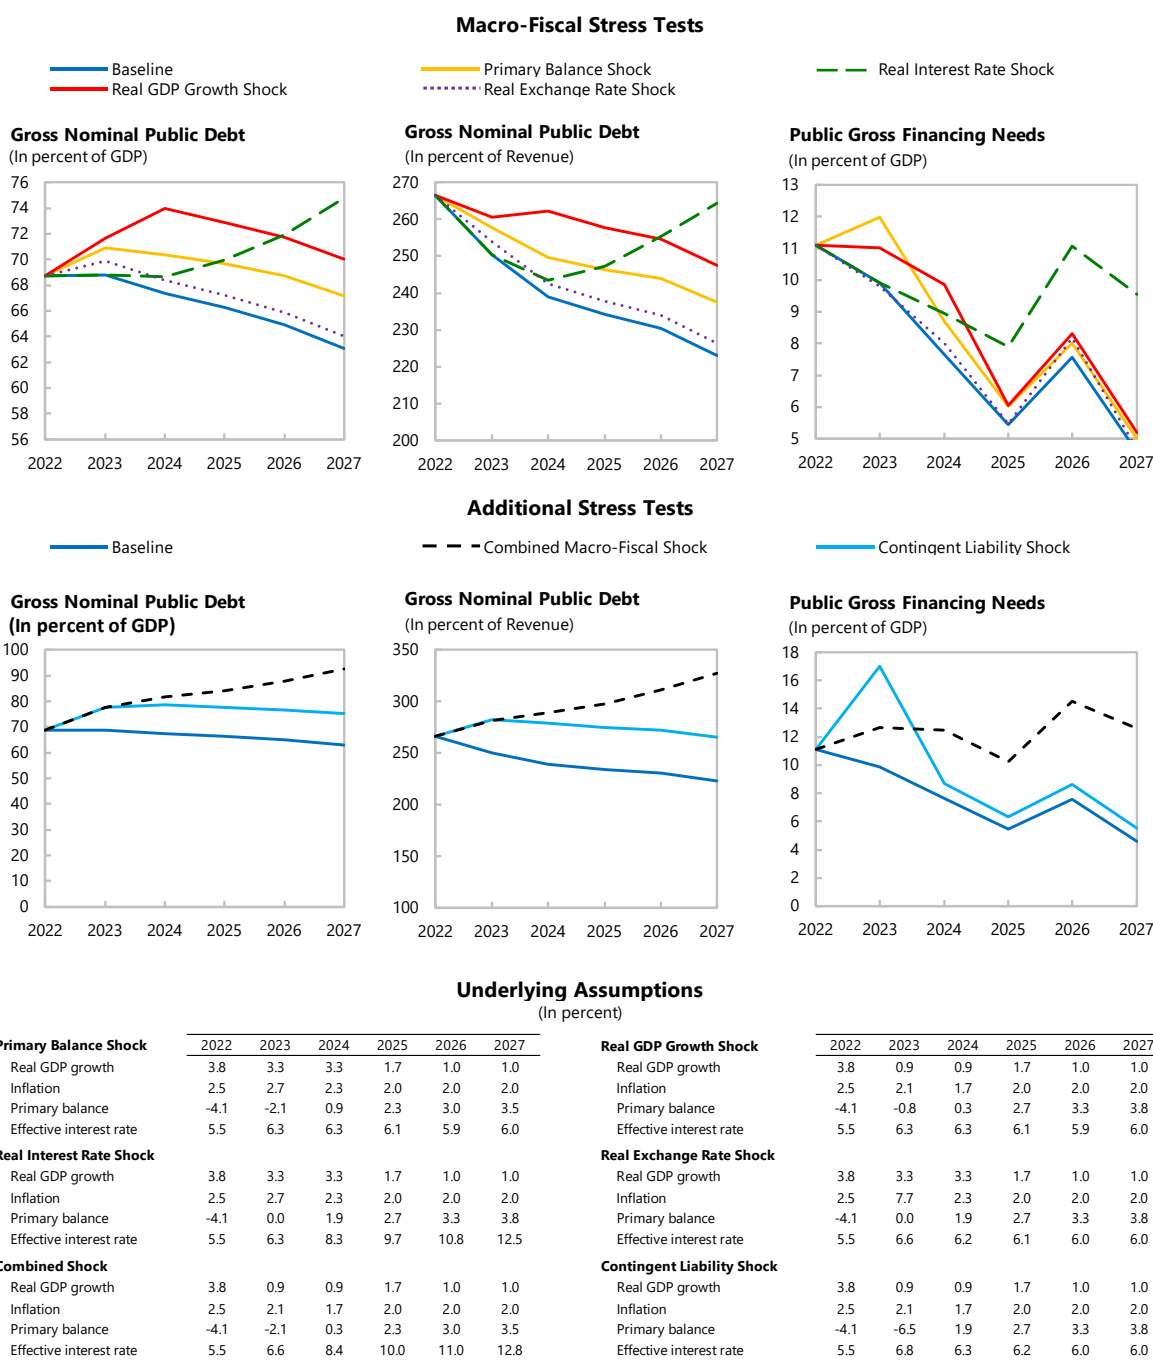 Macro-Fiscal Stress Tests
Baseline
Primary Balance Shock
Real Interest Rate Shock
Real GDP Growth Shock
Real Exchange Rate Shock
Gross Nominal Public Debt
(In percent of GDP)
76
74
72
70
68
66
64
62
60
58
56
2022 2023 2024 2025 2026 2027
Gross Nominal Public Debt
(In percent of Revenue)
270
260
250
240
230
220
210
200
2022 2023 2024 2025 2026 2027
Public Gross Financing Needs
(In percent of GDP)
13
12
11
10
9
8
7
6
5
2022 2023 2024 2025 2026 2027
Additional Stress Tests
Baseline
Combined Macro-Fiscal Shock
Contingent Liability Shock
Gross Nominal Public Debt
(In percent of GDP)
100
90
80
70
60
50
40
30
20
10
0
2022 2023 2024 2025 2026 2027
Gross Nominal Public Debt
(In percent of Revenue)
350
300
250
200
150
100
2022 2023 2024 2025 2026 2027
Public Gross Financing Needs
(In percent of GDP)
18
16
14
12
10
8
6
4
2
0
2022 2023 2024 2025 2026 2027
Underlying Assumptions
(In percent)
Primary Balance Shock 2022 2023 2024 2025 2026 2027
Real GDP growth 3.8 3.3 3.3 1.7 1.0 1.0
Inflation 2.5 2.7 2.3 2.0 2.0 2.0
Primary balance -4.1 -2.1 0.9 2.3 3.0 3.5
Effective interest rate 5.5 6.3 6.3 6.1 5.9 6.0
Real Interest Rate Shock
Real GDP growth 3.8 3.3 3.3 1.7 1.0 1.0
Inflation 2.5 2.7 2.3 2.0 2.0 2.0
Primary balance -4.1 0.0 1.9 2.7 3.3 3.8
Effective interest rate 5.5 6.3 8.3 9.7 10.8 12.5
Combined Shock
Real GDP growth 3.8 0.9 0.9 1.7 1.0 1.0
Inflation 2.5 2.1 1.7 2.0 2.0 2.0
Primary balance -4.1 -2.1 0.3 2.3 3.0 3.5
Effective interest rate 5.5 6.6 8.4 10.0 11.0 12.8
Real GDP Growth Shock 2022 2023 2024 2025 2026 2027
Real GDP growth 3.8 0.9 0.9 1.7 1.0 1.0
Inflation 2.5 2.1 1.7 2.0 2.0 2.0
Primary balance -4.1 -0.8 0.3 2.7 3.3 3.8
Effective interest rate 5.5 6.3 6.3 6.1 5.9 6.0
Real Exchange Rate Shock
Real GDP growth 3.8 3.3 3.3 1.7 1.0 1.0
Inflation 2.5 7.7 2.3 2.0 2.0 2.0
Primary balance -4.1 0.0 1.9 2.7 3.3 3.8
Effective interest rate 5.5 6.6 6.2 6.1 6.0 6.0
Contingent Liability Shock
Real GDP growth 3.8 0.9 0.9 1.7 1.0 1.0
Inflation 2.5 2.1 1.7 2.0 2.0 2.0
Primary balance -4.1 -6.5 1.9 2.7 3.3 3.8
Effective interest rate 5.5 6.8 6.3 6.2 6.0 6.0